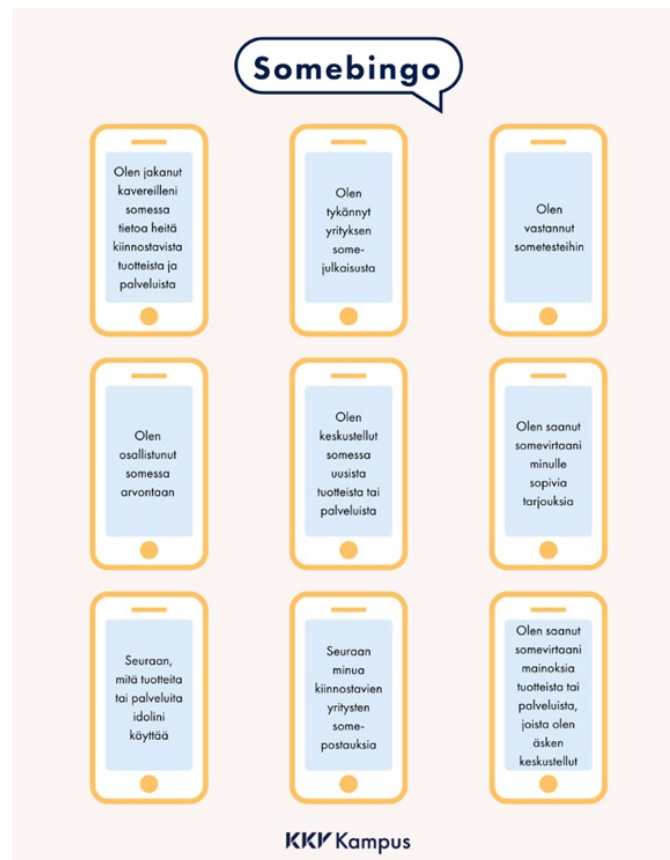 Somebingo
Olen jakanut
kavereilleni
somessa
tietoa heitä
kiinnostavista
tuotteista ja
palveluista
Olen
tykännyt
yrityksen
some-
julkaisusta
Olen
vastannut
sometesteihin
Olen
osallistunut
somessa
arvontaan
Olen
keskustellut
somessa
uusista
tuotteista tai
palveluista
Olen saanut
somevirtaani
minulle
sopivia
tarjouksia
Seuraan,
mitä tuotteita
tai palveluita
idolini
käyttää
Seuraan
minua
kiinnostavien
yritysten
some-
postauksia
Olen saanut
somevirtaani
mainoksia
tuotteista tai
palveluista,
joista olen
äsken
keskustellut
KKV Kampus